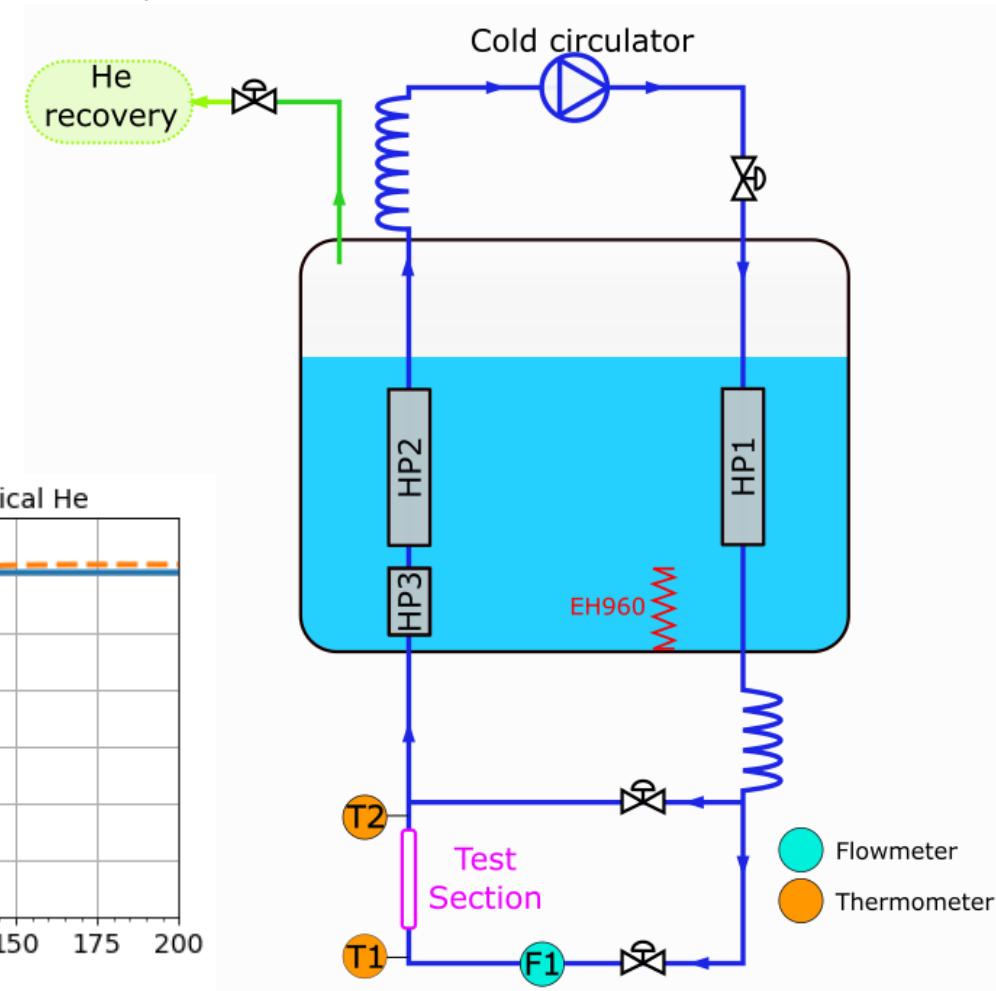 Cold circulator
He
recovery
HP2
HP1
ical He
HP3
EH960
T2
Test
Section
Flowmeter
Thermometer
T1
F1
150
175
200